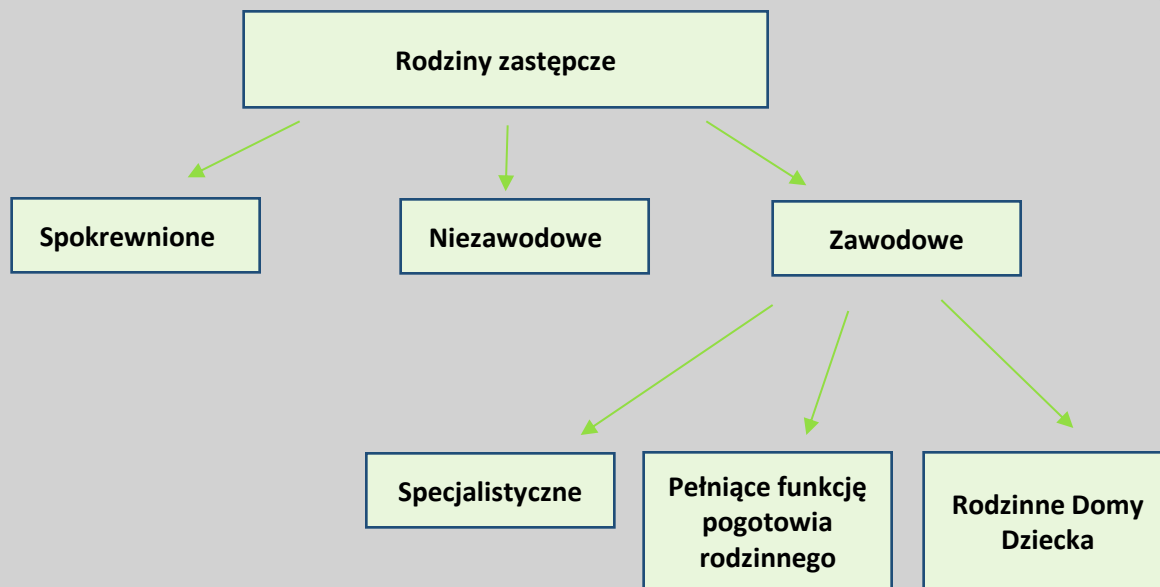 Rodziny zastępcze
Spokrewnione
Niezawodowe
Zawodowe
Specjalistyczne
Pełniące funkcję
pogotowia
rodzinnego
Rodzinne Domy
Dziecka